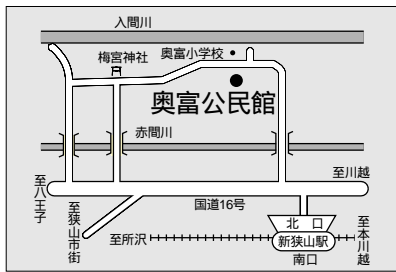 入間川
梅宮神社
奥富小学校
奥富公民館
赤間川
至八王子
至狭山市街
国道16号
至川越
至所沢
北口
新狭山駅
南口
至本川越